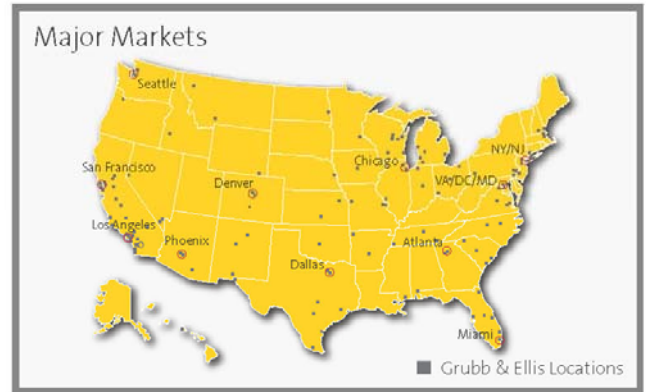 Major Markets
Seattle
NY/NJ
Chicago
San Francisco
VA/DC/MD
Denver
Los Angeles
Phoenix
Atlanta
Dallas
Miami
Grubb & Ellis Locations